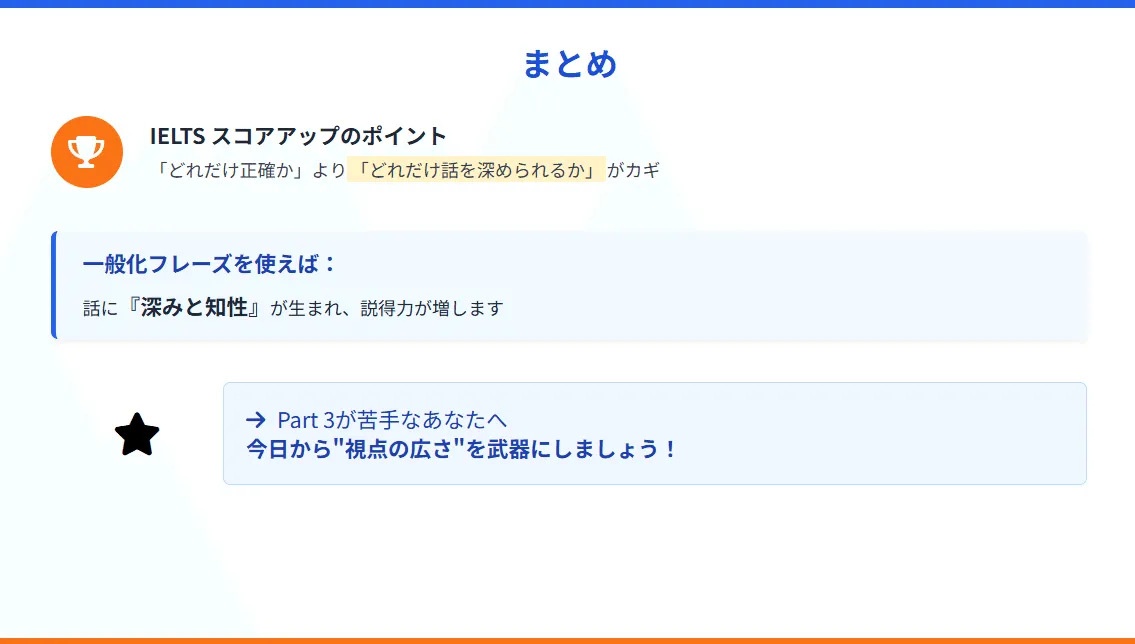 まとめ
IELTS スコアアップのポイント
「どれだけ正確か」より「どれだけ話を深められるか」がカギ
一般化フレーズを使えば：
話に『深みと知性』が生まれ、説得力が増します
→ Part 3が苦手なあなたへ
今日から"視点の広さ"を武器にしましょう！